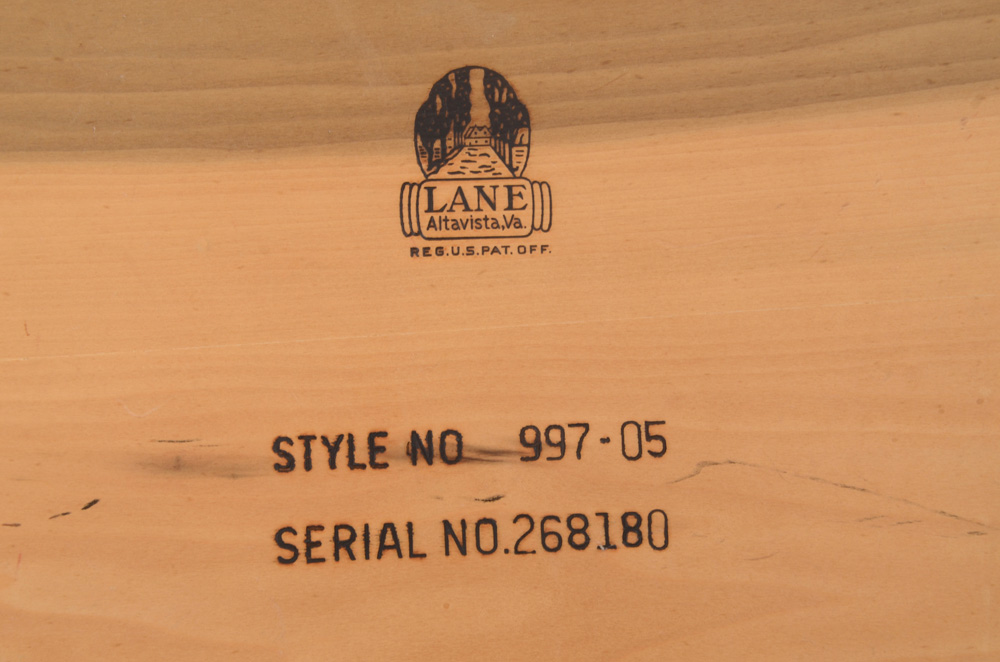 LANE
Altavista,Va.
REG.U.S.PAT.OFF.
STYLE NO 997-05
SERIAL NO.268180